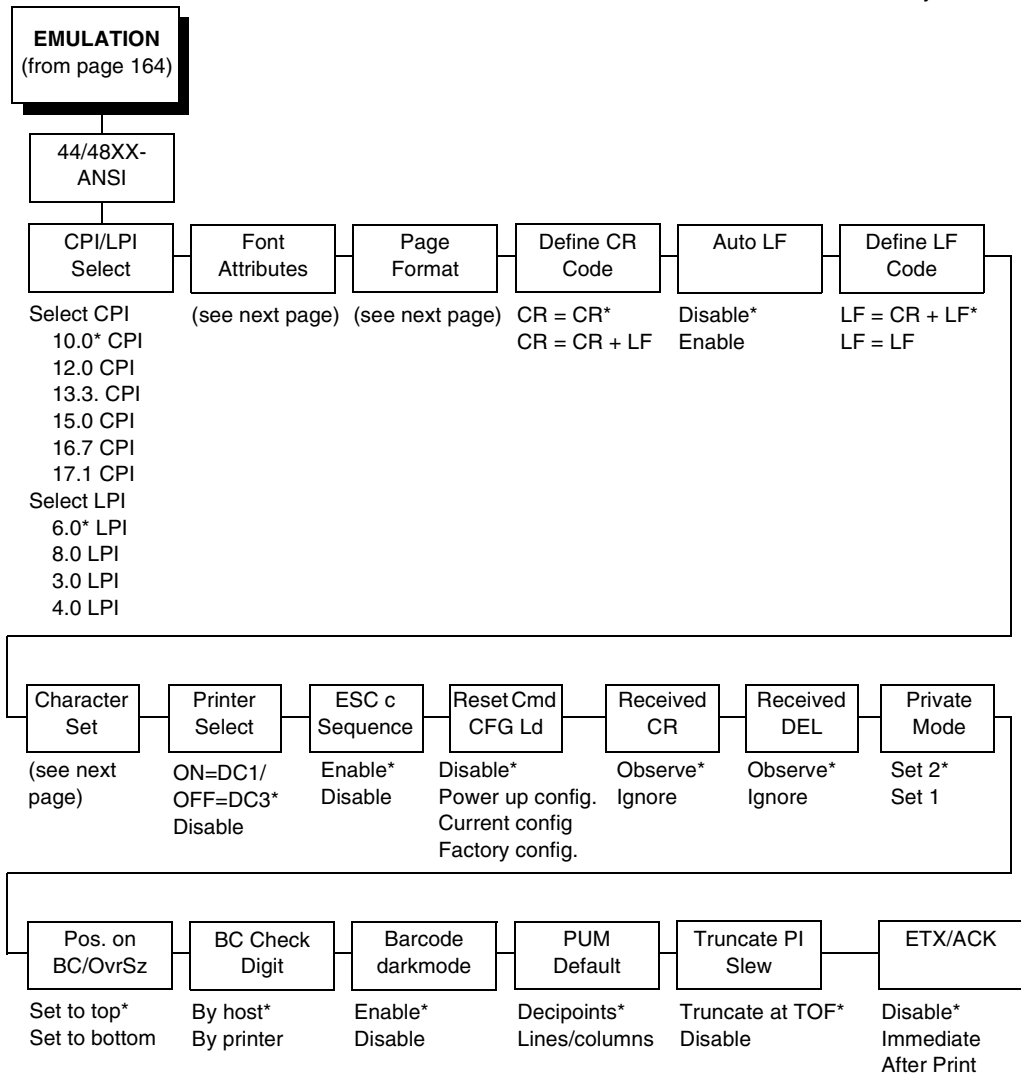 EMULATION
(from page 164)
44/48XX-
ANSI
CPI/LPI
Select
Font
Attributes
Page
Format
Define CR
Code
Auto LF
Define LF
Code
Select CPI
10.0* CPI
12.0 CPI
13.3. CPI
15.0 CPI
16.7 CPI
17.1 CPI
Select LPI
6.0* LPI
8.0 LPI
3.0 LPI
4.0 LPI
(see next page)
(see next page)
CR = CR*
CR = CR + LF
Disable*
Enable
LF = CR + LF*
LF = LF
Character
Set
Printer
Select
ESC c
Sequence
Reset Cmd
CFG Ld
Received
CR
Received
DEL
Private
Mode
(see next
page)
ON=DC1/
OFF=DC3*
Disable
Enable*
Disable
Disable*
Power up config.
Current config
Factory config.
Observe*
Ignore
Observe*
Ignore
Set 2*
Set 1
Pos. on
BC/OvrSz
BC Check
Digit
Barcode
darkmode
PUM
Default
Truncate PI
Slew
ETX/ACK
Set to top*
Set to bottom
By host*
By printer
Enable*
Disable
Decipoints*
Lines/columns
Truncate at TOF*
Disable
Disable*
Immediate
After Print